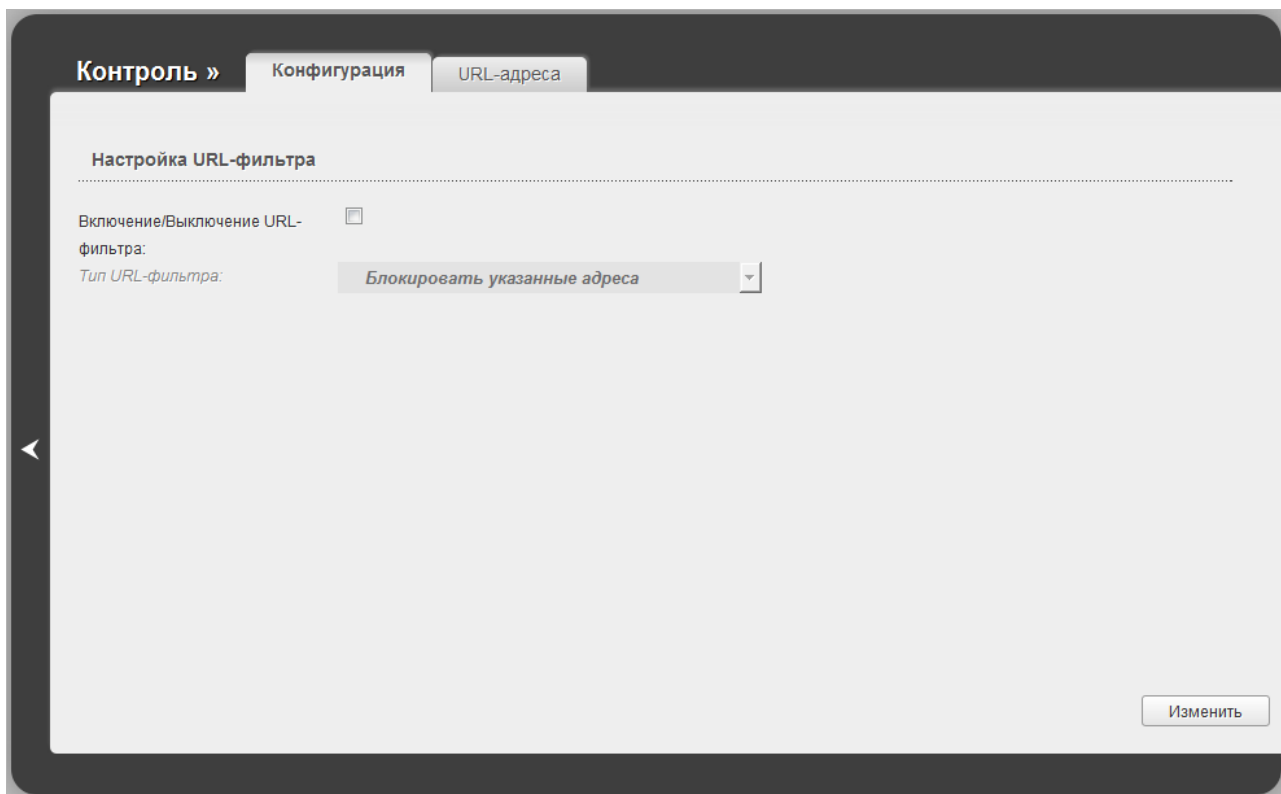 Контроль » Конфигурация URL-адреса
Настройка URL-фильтра
Включение/Выключение URL-
фильтра:
Тип URL-фильтра: Блокировать указанные адреса
Изменить